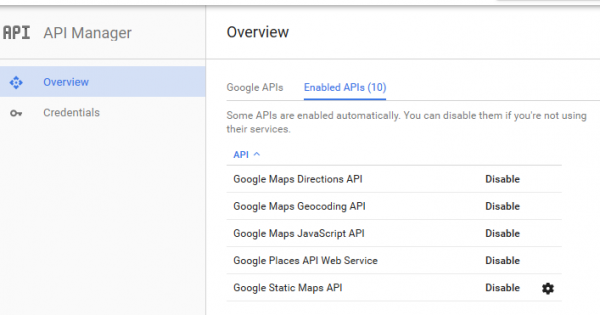 API API Manager
Overview
Overview
Credentials
Google APIs Enabled APIs (10)
Some APIs are enabled automatically. You can disable them if you're not using
their services.
API
Google Maps Directions API Disable
Google Maps Geocoding API Disable
Google Maps JavaScript API Disable
Google Places API Web Service Disable
Google Static Maps API Disable